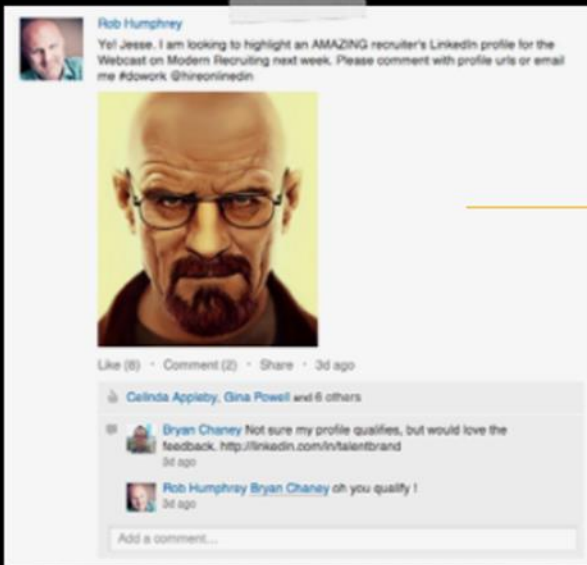 Rob Humphrey
Yo! Jesse. I am looking to highlight an AMAZING recruiter's LinkedIn profile for the
Webcast on Modern Recruiting next week. Please comment with profile urls or email
me #dowork @hireonlinedin
Like (8) · Comment (2) · Share · 3d ago
Celinda Appleby, Gina Powell and 6 others
Bryan Chaney Not sure my profile qualifies, but would love the
feedback. http://linkedin.com/in/talentbrand
3d ago
Rob Humphrey Bryan Chaney oh you qualify !
3d ago
Add a comment...